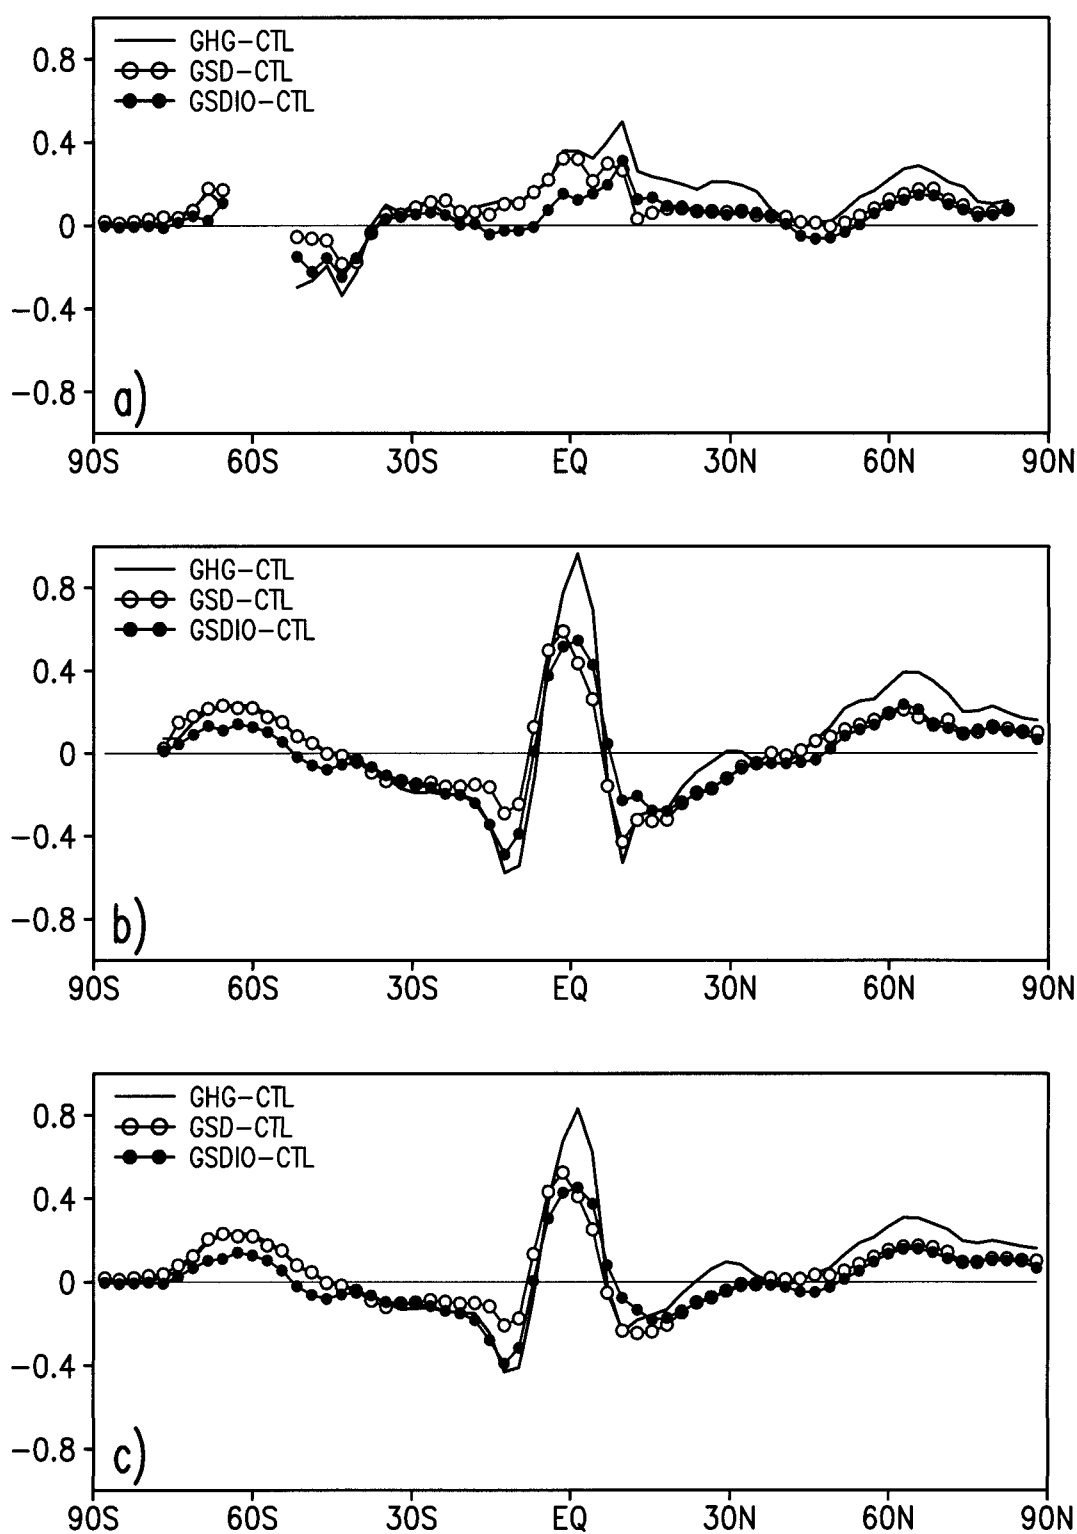 GHG-CTL
GSD-CTL
GSDIO-CTL
0.8
0.4
0
-0.4
-0.8
a)
90S 60S 30S EQ 30N 60N 90N
GHG-CTL
GSD-CTL
GSDIO-CTL
0.8
0.4
0
-0.4
-0.8
b)
90S 60S 30S EQ 30N 60N 90N
GHG-CTL
GSD-CTL
GSDIO-CTL
0.8
0.4
0
-0.4
-0.8
c)
90S 60S 30S EQ 30N 60N 90N